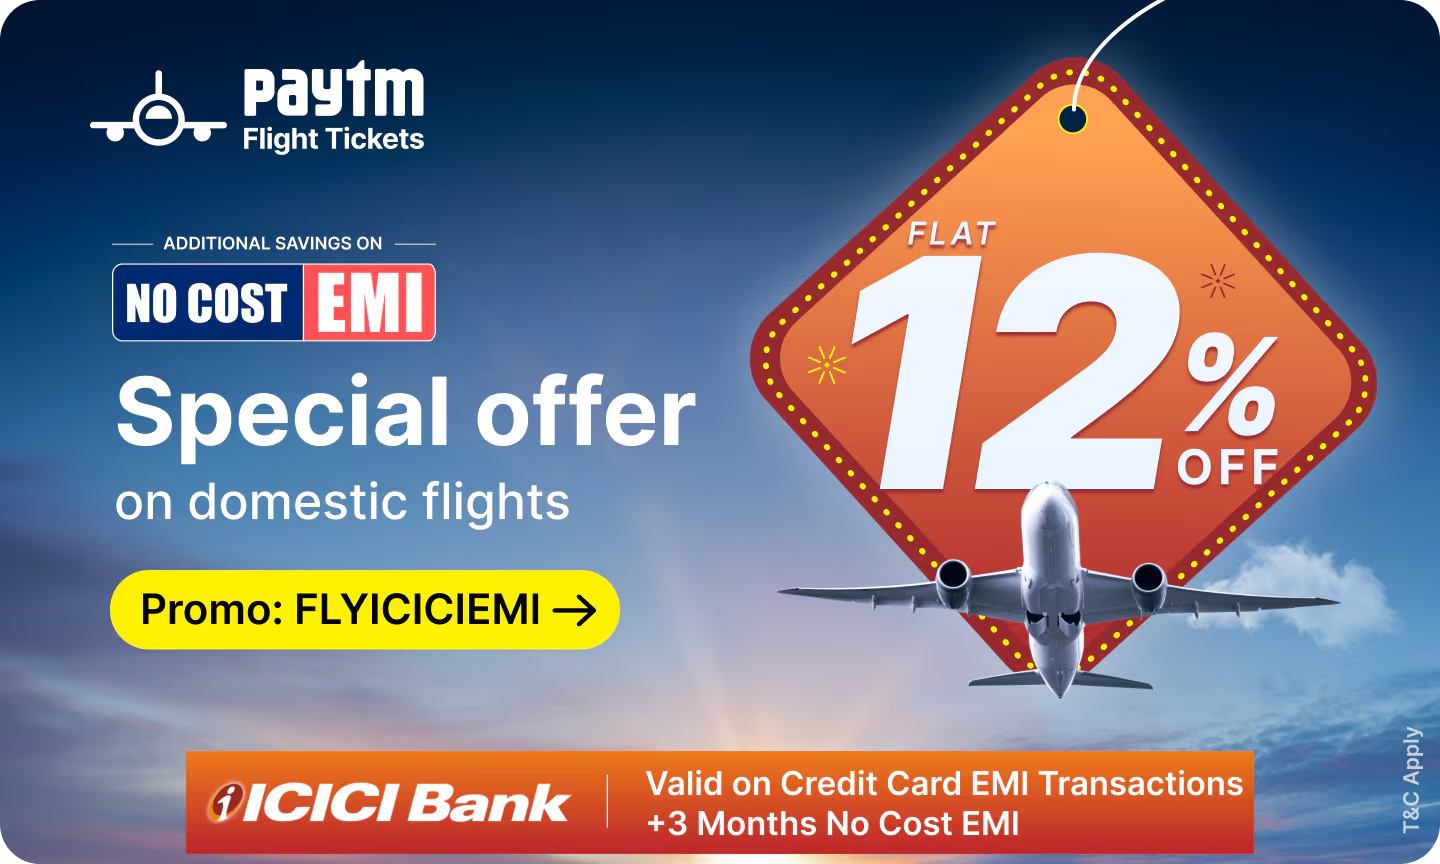 paytm
Flight Tickets
ADDITIONAL SAVINGS ON
NO COST EMI
Special offer
on domestic flights
Promo: FLYICICIEMI →
FLAT
12%
OFF
i ICICI Bank
Valid on Credit Card EMI Transactions
+3 Months No Cost EMI
T&C Apply